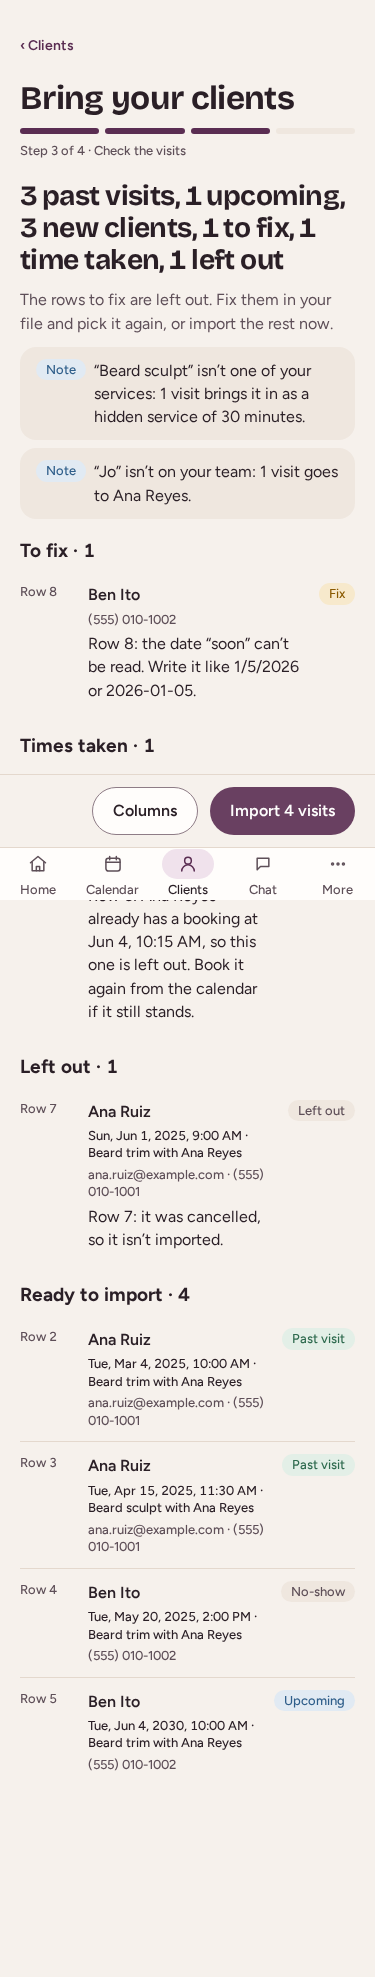 ‹ Clients
Bring your clients
Step 3 of 4 · Check the visits
3 past visits, 1 upcoming,
3 new clients, 1 to fix, 1
time taken, 1 left out
The rows to fix are left out. Fix them in your
file and pick it again, or import the rest now.
Note “Beard sculpt” isn’t one of your
services: 1 visit brings it in as a
hidden service of 30 minutes.
Note “Jo” isn’t on your team: 1 visit goes
to Ana Reyes.
To fix · 1
Row 8 Ben Ito Fix
(555) 010-1002
Row 8: the date “soon” can’t
be read. Write it like 1/5/2026
or 2026-01-05.
Times taken · 1
Columns Import 4 visits
Home Calendar Clients Chat More
already has a booking at
Jun 4, 10:15 AM, so this
one is left out. Book it
again from the calendar
if it still stands.
Left out · 1
Row 7 Ana Ruiz Left out
Sun, Jun 1, 2025, 9:00 AM ·
Beard trim with Ana Reyes
ana.ruiz@example.com · (555)
010-1001
Row 7: it was cancelled,
so it isn’t imported.
Ready to import · 4
Row 2 Ana Ruiz Past visit
Tue, Mar 4, 2025, 10:00 AM ·
Beard trim with Ana Reyes
ana.ruiz@example.com · (555)
010-1001
Row 3 Ana Ruiz Past visit
Tue, Apr 15, 2025, 11:30 AM ·
Beard sculpt with Ana Reyes
ana.ruiz@example.com · (555)
010-1001
Row 4 Ben Ito No-show
Tue, May 20, 2025, 2:00 PM ·
Beard trim with Ana Reyes
(555) 010-1002
Row 5 Ben Ito Upcoming
Tue, Jun 4, 2030, 10:00 AM ·
Beard trim with Ana Reyes
(555) 010-1002